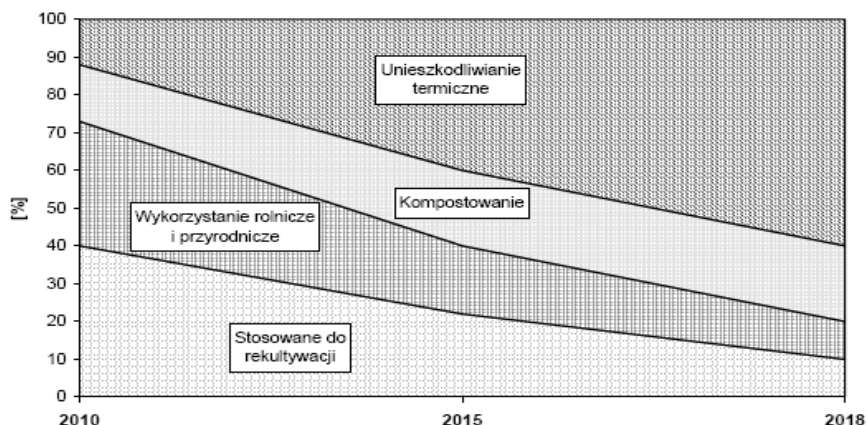 100
90
80
70
60
50
40
30
20
10
0
[%]
Unieszkodliwianie
termiczne
Kompostowanie
Wykorzystanie rolnicze
i przyrodnicze
Stosowane do
rekultywacji
2010
2015
2018